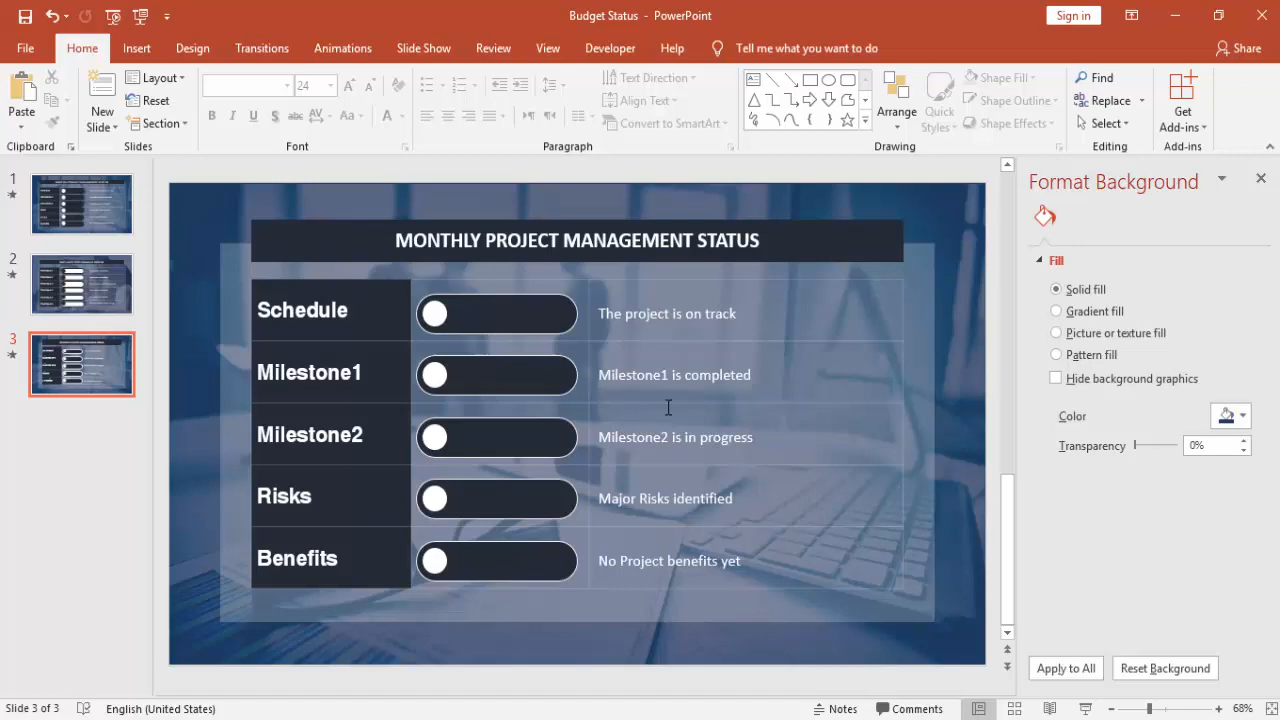 Budget Status - PowerPoint
Sign in
File Home Insert Design Transitions Animations Slide Show Review View Developer Help Tell me what you want to do Share
Paste
Clipboard
New Slide
Layout
Reset
Section
Slides
24
Font
Text Direction
Align Text
Convert to SmartArt
Paragraph
Arrange
Quick Styles
Shape Fill
Shape Outline
Shape Effects
Drawing
Find
Replace
Select
Editing
Get Add-ins
Add-ins
1
2
3
MONTHLY PROJECT MANAGEMENT STATUS
Schedule The project is on track
Milestone1 Milestone1 is completed
Milestone2 Milestone2 is in progress
Risks Major Risks identified
Benefits No Project benefits yet
Format Background
Fill
Solid fill
Gradient fill
Picture or texture fill
Pattern fill
Hide background graphics
Color
Transparency 0%
Apply to All Reset Background
Slide 3 of 3 English (United States) Notes Comments 68%